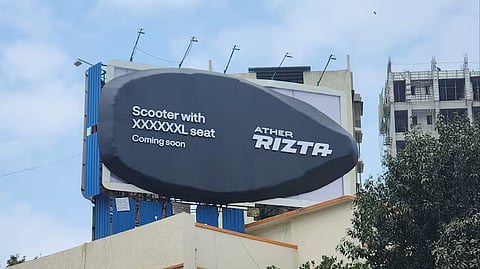 Scooter with
XXXXXXL seat
Coming soon
ATHER
RIZTA